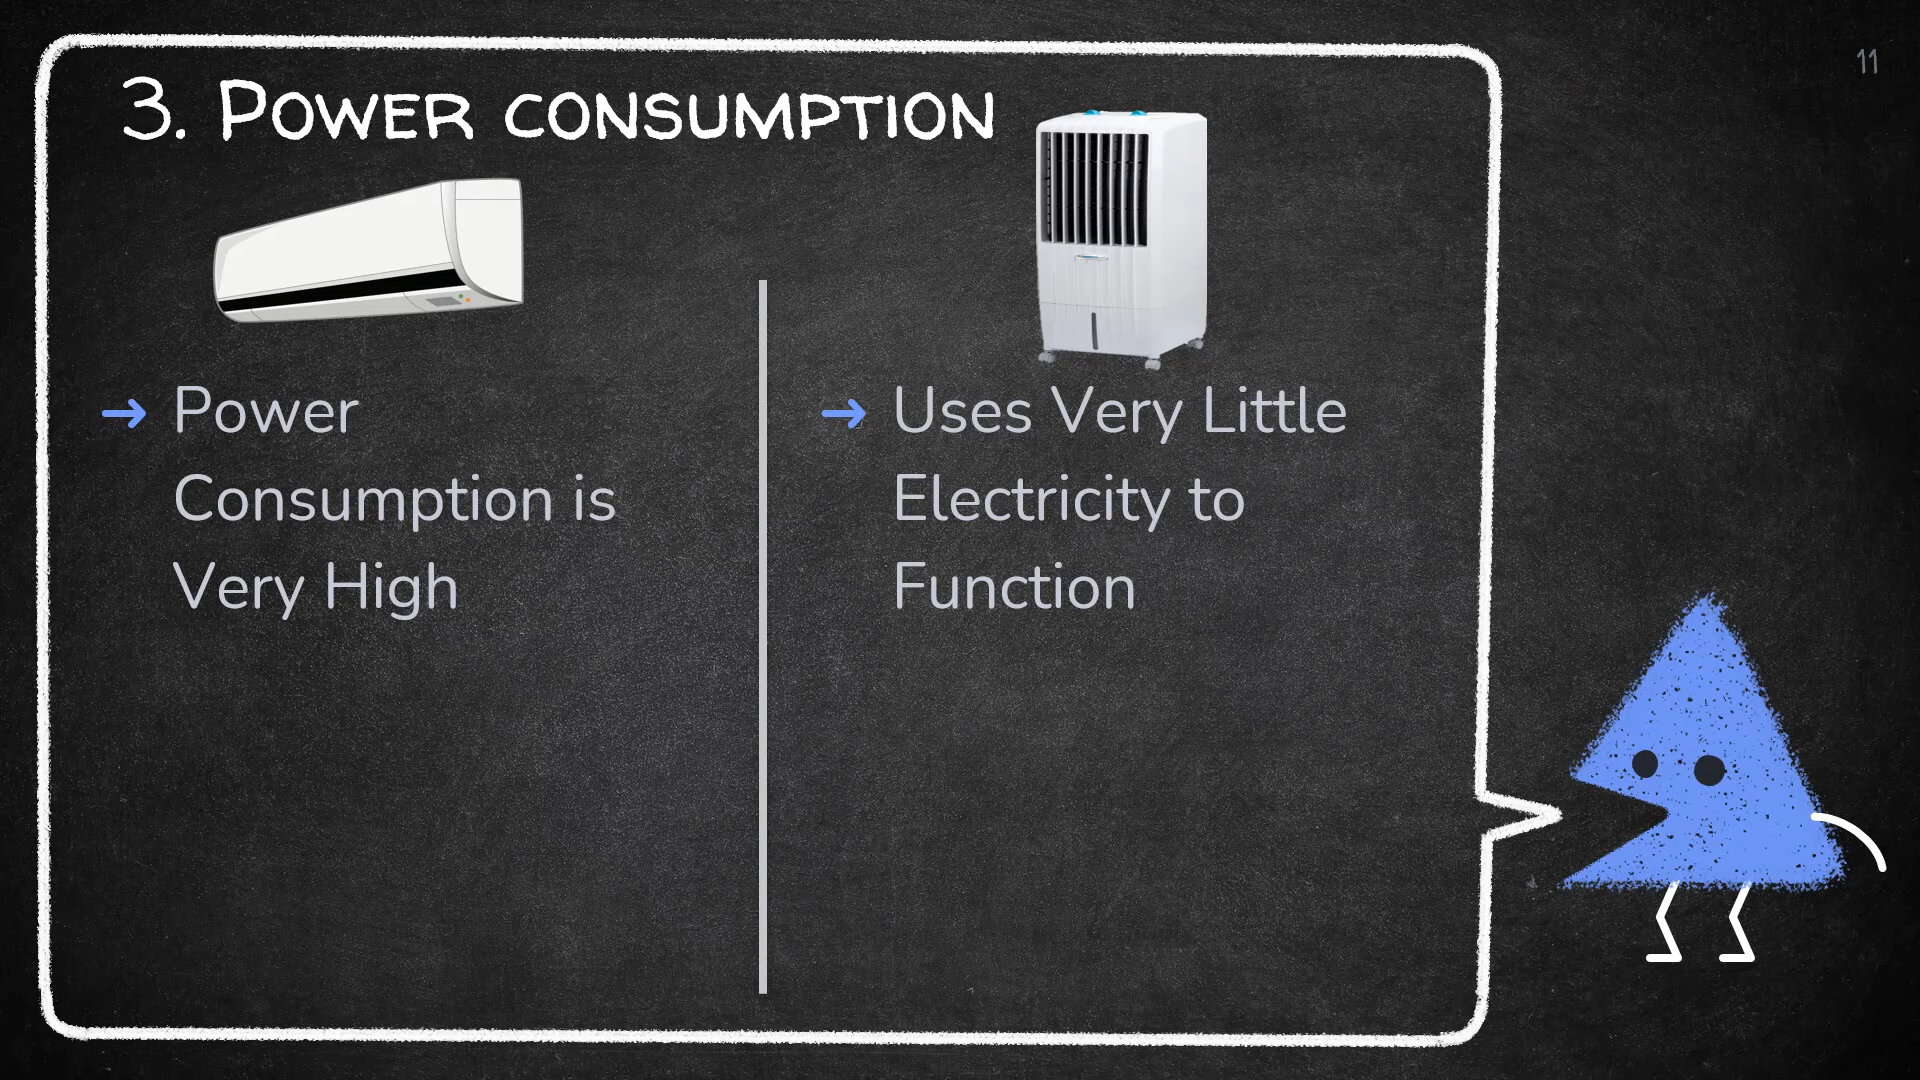 11
3. Power consumption
→ Power
Consumption is
Very High
→ Uses Very Little
Electricity to
Function